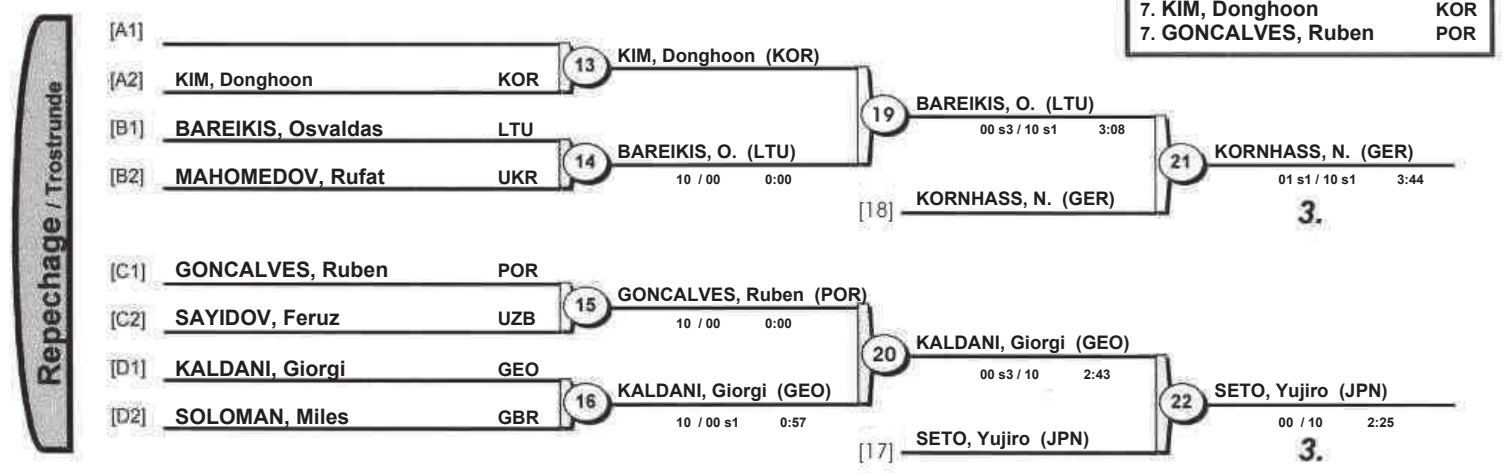 7. KIM, Donghoon KOR
7. GONCALVES, Ruben POR
Repechage / Trostrunde
[A1]
[A2] KIM, Donghoon KOR
13
KIM, Donghoon (KOR)
[B1] BAREIKIS, Osvaldas LTU
[B2] MAHOMEDOV, Rufat UKR
14
BAREIKIS, O. (LTU)
10 / 00 0:00
19
BAREIKIS, O. (LTU)
00 s3 / 10 s1 3:08
[18] KORNHASS, N. (GER)
21
KORNHASS, N. (GER)
01 s1 / 10 s1 3:44
3.
[C1] GONCALVES, Ruben POR
[C2] SAYIDOV, Feruz UZB
15
GONCALVES, Ruben (POR)
10 / 00 0:00
[D1] KALDANI, Giorgi GEO
[D2] SOLOMAN, Miles GBR
16
KALDANI, Giorgi (GEO)
10 / 00 s1 0:57
20
KALDANI, Giorgi (GEO)
00 s3 / 10 2:43
[17] SETO, Yujiro (JPN)
22
SETO, Yujiro (JPN)
00 / 10 2:25
3.